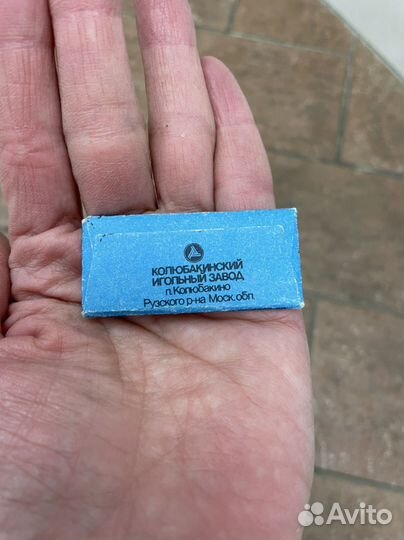 КОЛЮБАКИНСКИЙ
ИГОЛЬНЫЙ ЗАВОД
п. Колюбакино
Рузского р-на Моск. обл.
Avito